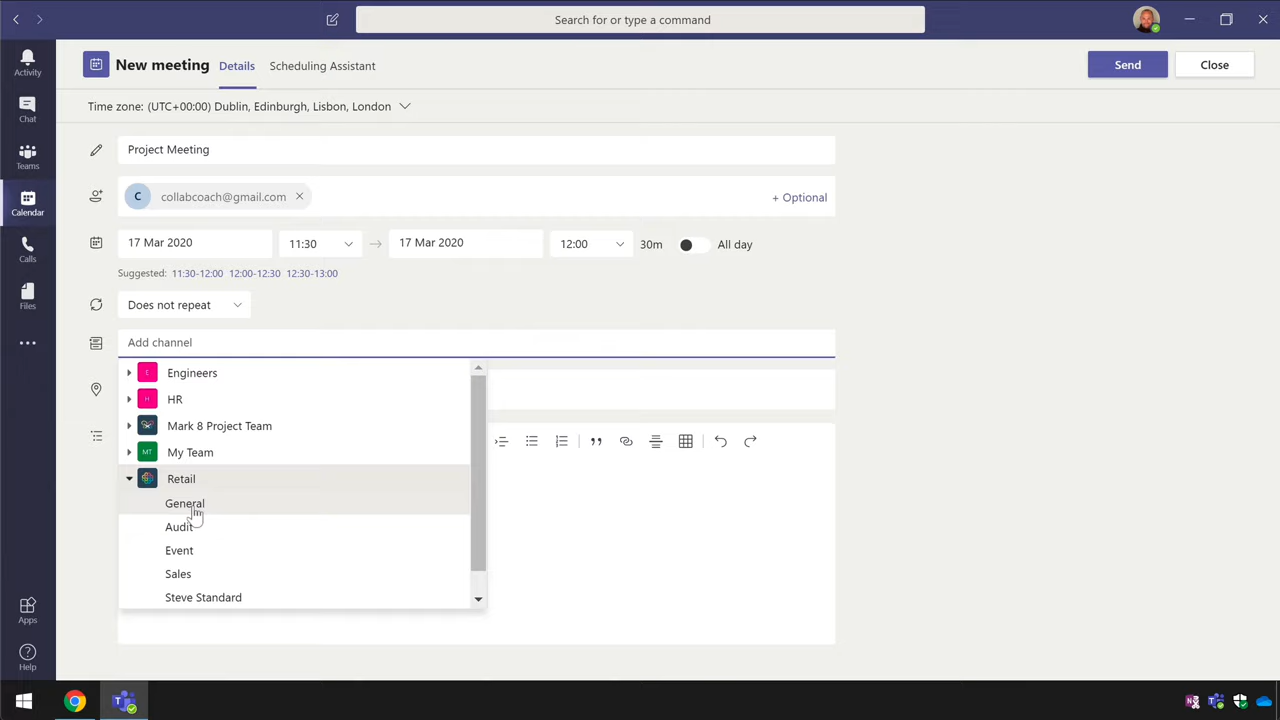 Search for or type a command
Activity
Chat
Teams
Calendar
Calls
Files
Apps
Help
New meeting
Details
Scheduling Assistant
Send
Close
Time zone: (UTC+00:00) Dublin, Edinburgh, Lisbon, London
Project Meeting
C
collabcoach@gmail.com
+ Optional
17 Mar 2020
11:30
17 Mar 2020
12:00
30m
All day
Suggested: 11:30-12:00 12:00-12:30 12:30-13:00
Does not repeat
Add channel
E Engineers
H HR
Mark 8 Project Team
MT My Team
Retail
General
Audit
Event
Sales
Steve Standard